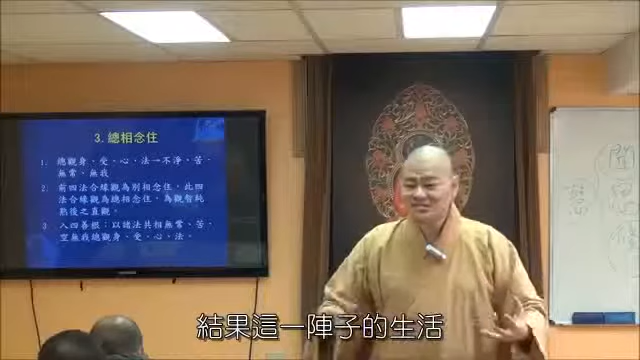 3.總相念住
1. 總觀身、受、心、法—不淨、苦、
無常、無我
2. 前四法合緣觀為別相念住，此四
法合緣觀為總相念住，為觀智純
熟後之直觀。
3 入四善根：以諸法共相無常、苦、
空無我總觀身、受、心、法。
結果這一陣子的生活